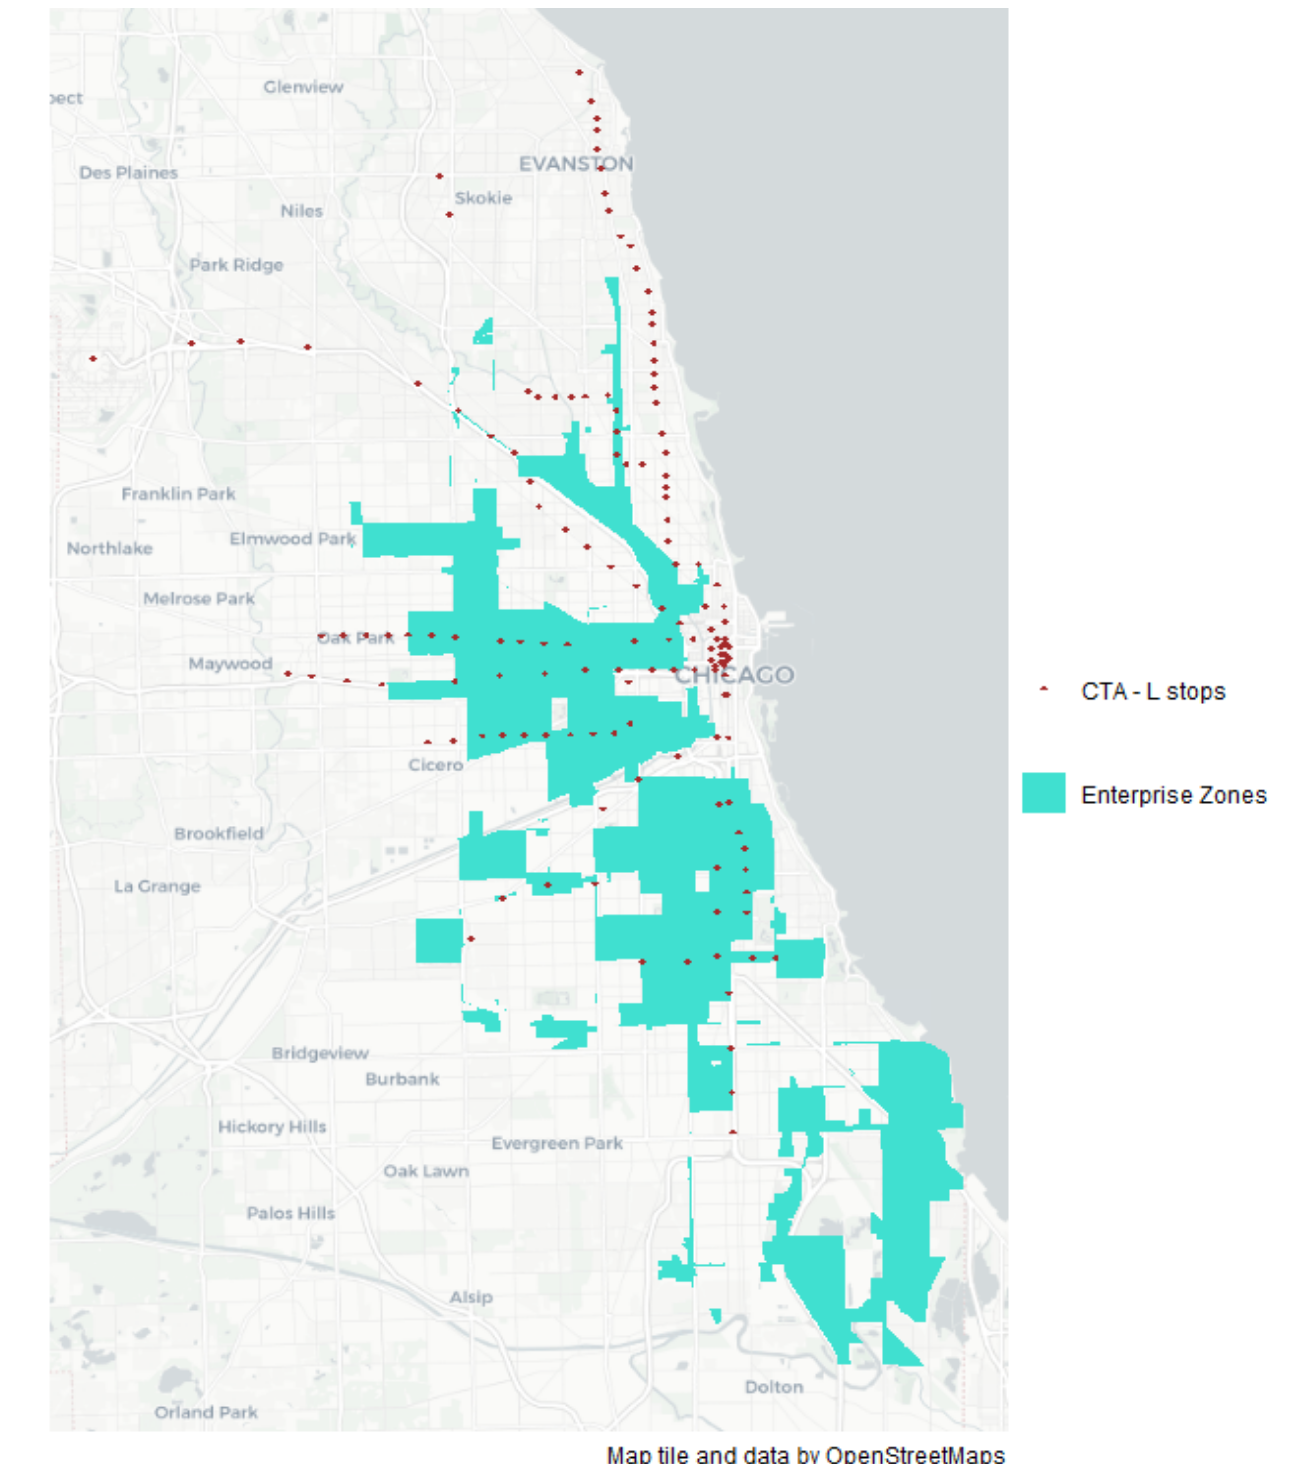 Glenview
pect
EVANSTON
Des Plaines
Skokie
Niles
Park Ridge
Franklin Park
Elmwood Park
Northlake
Melrose Park
Oak Park
Maywood
CHICAGO
CTA - L stops
Cicero
Enterprise Zones
Brookfield
La Grange
Bridgeview
Burbank
Hickory Hills
Evergreen Park
Oak Lawn
Palos Hills
Alsip
Dolton
Orland Park
Map tile and data by OpenStreetMaps